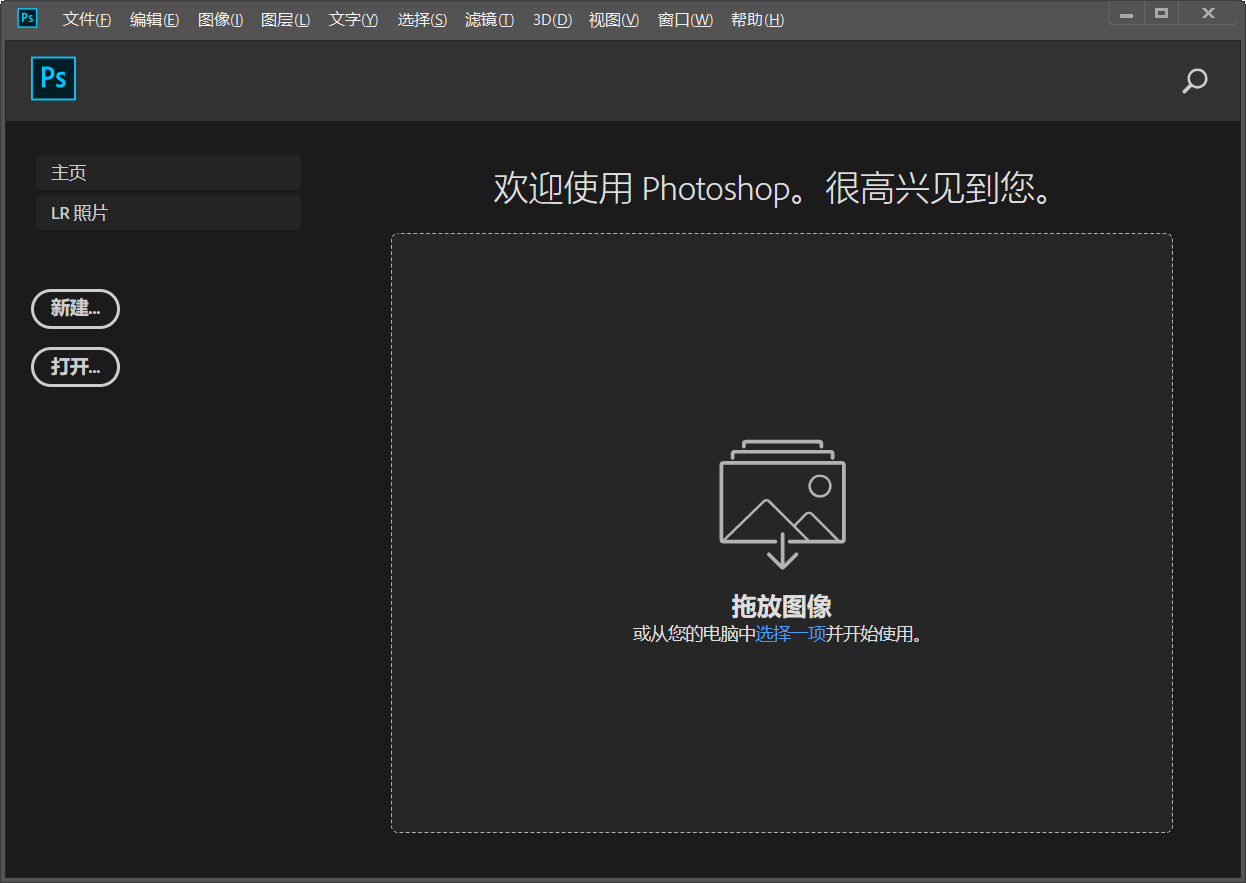 Ps 文件(F) 编辑(E) 图像(I) 图层(L) 文字(Y) 选择(S) 滤镜(T) 3D(D) 视图(V) 窗口(W) 帮助(H)
Ps
主页
LR 照片
新建...
打开...
欢迎使用 Photoshop。很高兴见到您。
拖放图像
或从您的电脑中选择一项并开始使用。